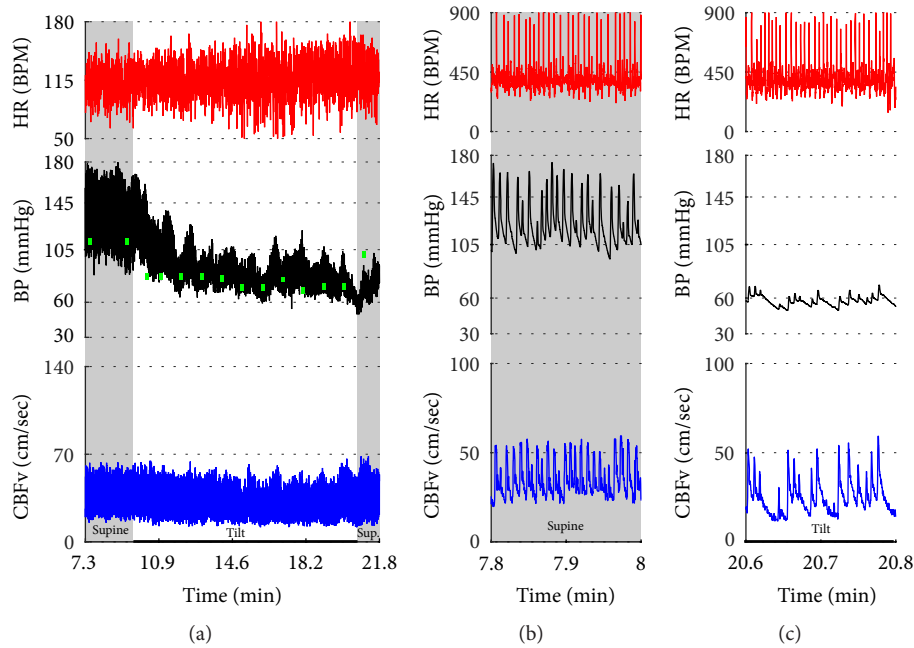 180
115
50
HR (BPM)
180
145
105
60
30
BP (mmHg)
140
70
0
CBFv (cm/sec)
Supine
Tilt
Sup.
7.3
10.9
14.6
18.2
21.8
Time (min)
(a)
900
450
0
HR (BPM)
180
145
105
60
30
BP (mmHg)
100
50
0
CBFv (cm/sec)
Supine
7.8
7.9
8
Time (min)
(b)
900
450
0
HR (BPM)
180
145
105
60
30
BP (mmHg)
100
50
0
CBFv (cm/sec)
Tilt
20.6
20.7
20.8
Time (min)
(c)